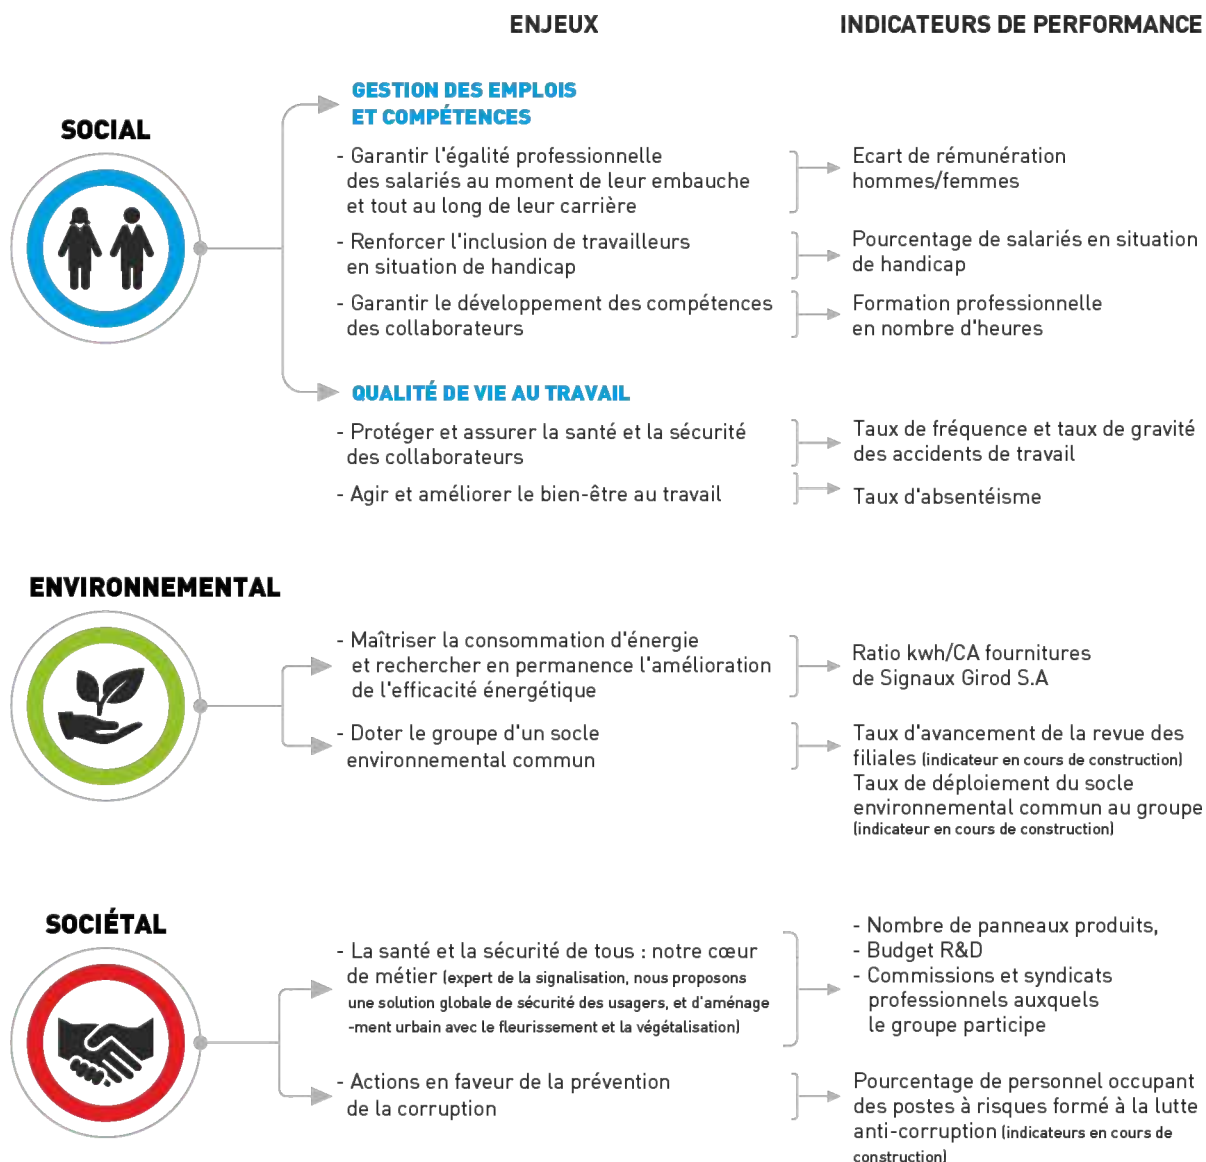 ENJEUX
INDICATEURS DE PERFORMANCE
SOCIAL
GESTION DES EMPLOIS
ET COMPÉTENCES
- Garantir l'égalité professionnelle
des salariés au moment de leur embauche
et tout au long de leur carrière
Ecart de rémunération
hommes/femmes
- Renforcer l'inclusion de travailleurs
en situation de handicap
Pourcentage de salariés en situation
de handicap
- Garantir le développement des compétences
des collaborateurs
Formation professionnelle
en nombre d'heures
QUALITÉ DE VIE AU TRAVAIL
- Protéger et assurer la santé et la sécurité
des collaborateurs
Taux de fréquence et taux de gravité
des accidents de travail
- Agir et améliorer le bien-être au travail
Taux d'absentéisme
ENVIRONNEMENTAL
- Maîtriser la consommation d'énergie
et rechercher en permanence l'amélioration
de l'efficacité énergétique
Ratio kwh/CA fournitures
de Signaux Girod S.A
- Doter le groupe d'un socle
environnemental commun
Taux d'avancement de la revue des
filiales (indicateur en cours de construction)
Taux de déploiement du socle
environnemental commun au groupe
(indicateur en cours de construction)
SOCIÉTAL
- La santé et la sécurité de tous : notre cœur
de métier (expert de la signalisation, nous proposons
une solution globale de sécurité des usagers, et d'aménage
-ment urbain avec le fleurissement et la végétalisation)
- Nombre de panneaux produits,
- Budget R&D
- Commissions et syndicats
professionnels auxquels
le groupe participe
- Actions en faveur de la prévention
de la corruption
Pourcentage de personnel occupant
des postes à risques formé à la lutte
anti-corruption (indicateurs en cours de
construction)